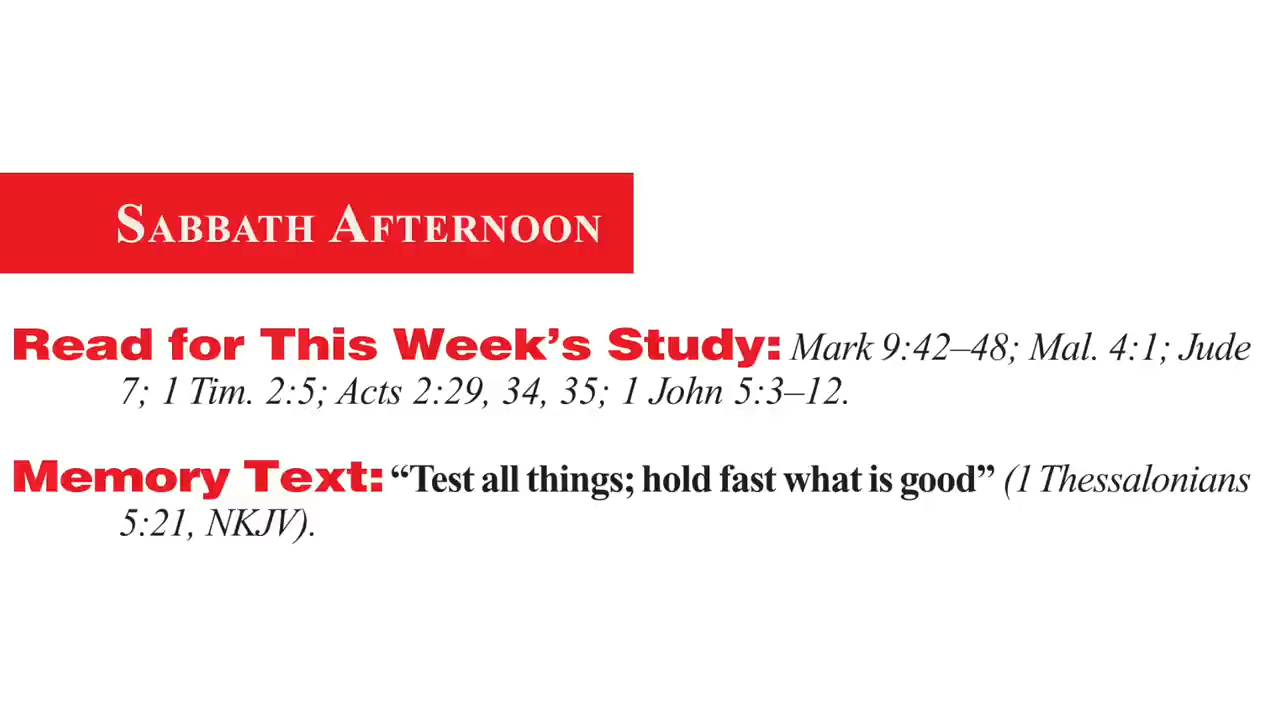 SABBATH AFTERNOON
Read for This Week’s Study: Mark 9:42–48; Mal. 4:1; Jude
7; 1 Tim. 2:5; Acts 2:29, 34, 35; 1 John 5:3–12.
Memory Text: “Test all things; hold fast what is good” (1 Thessalonians
5:21, NKJV).